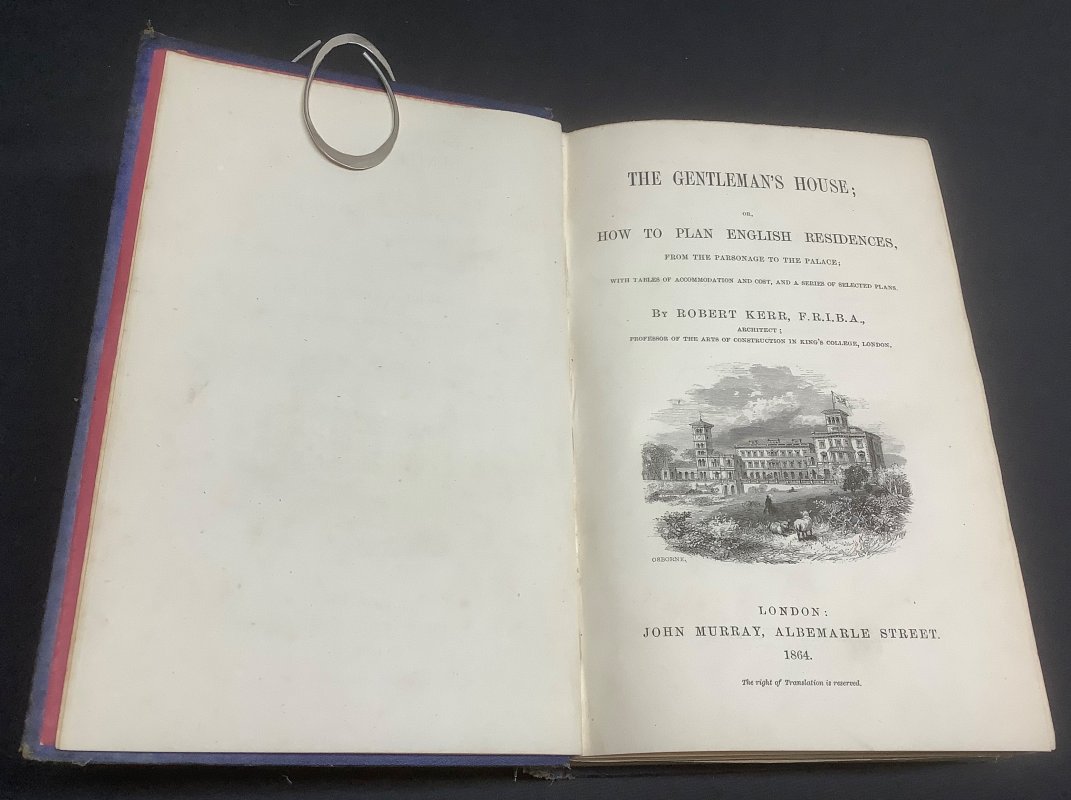 THE GENTLEMAN'S HOUSE;
OR,
HOW TO PLAN ENGLISH RESIDENCES,
FROM THE PARSONAGE TO THE PALACE;
WITH TABLES OF ACCOMMODATION AND COST, AND A SERIES OF SELECTED PLANS.
BY ROBERT KERR, F.R.I.B.A.,
ARCHITECT;
PROFESSOR OF THE ARTS OF CONSTRUCTION IN KING'S COLLEGE, LONDON.
OSBORNE.
LONDON:
JOHN MURRAY, ALBEMARLE STREET.
1864.
The right of Translation is reserved.